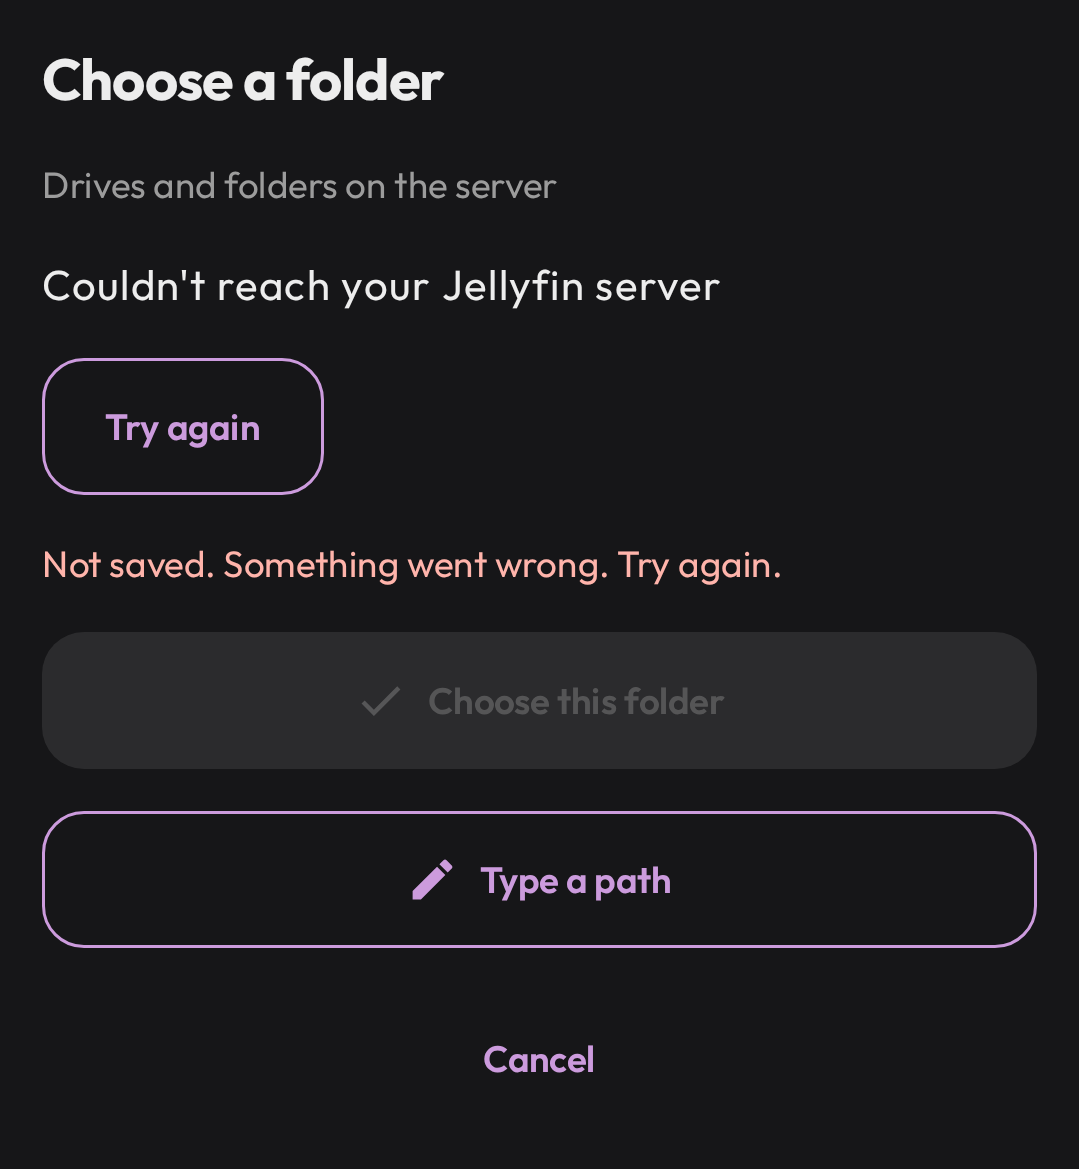 Choose a folder
Drives and folders on the server
Couldn't reach your Jellyfin server
Try again
Not saved. Something went wrong. Try again.
Choose this folder
Type a path
Cancel